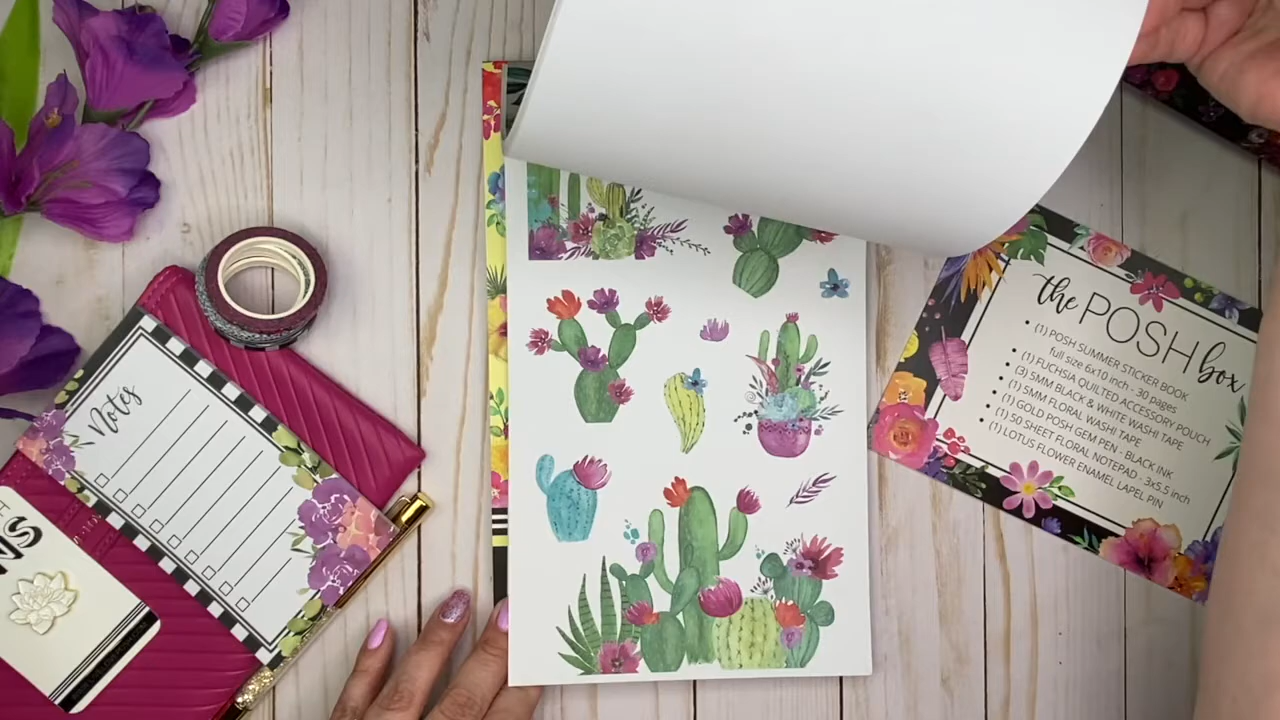 Notes
NS
the POSH box
• (1) POSH SUMMER STICKER BOOK
full size 6x10 inch - 30 pages
• (1) FUCHSIA QUILTED ACCESSORY POUCH
• (3) 5MM BLACK & WHITE WASHI TAPE
• (1) 5MM FLORAL WASHI TAPE
• (1) GOLD POSH GEM PEN - BLACK INK
• (1) 50 SHEET FLORAL NOTEPAD - 3x5.5 inch
• (1) LOTUS FLOWER ENAMEL LAPEL PIN